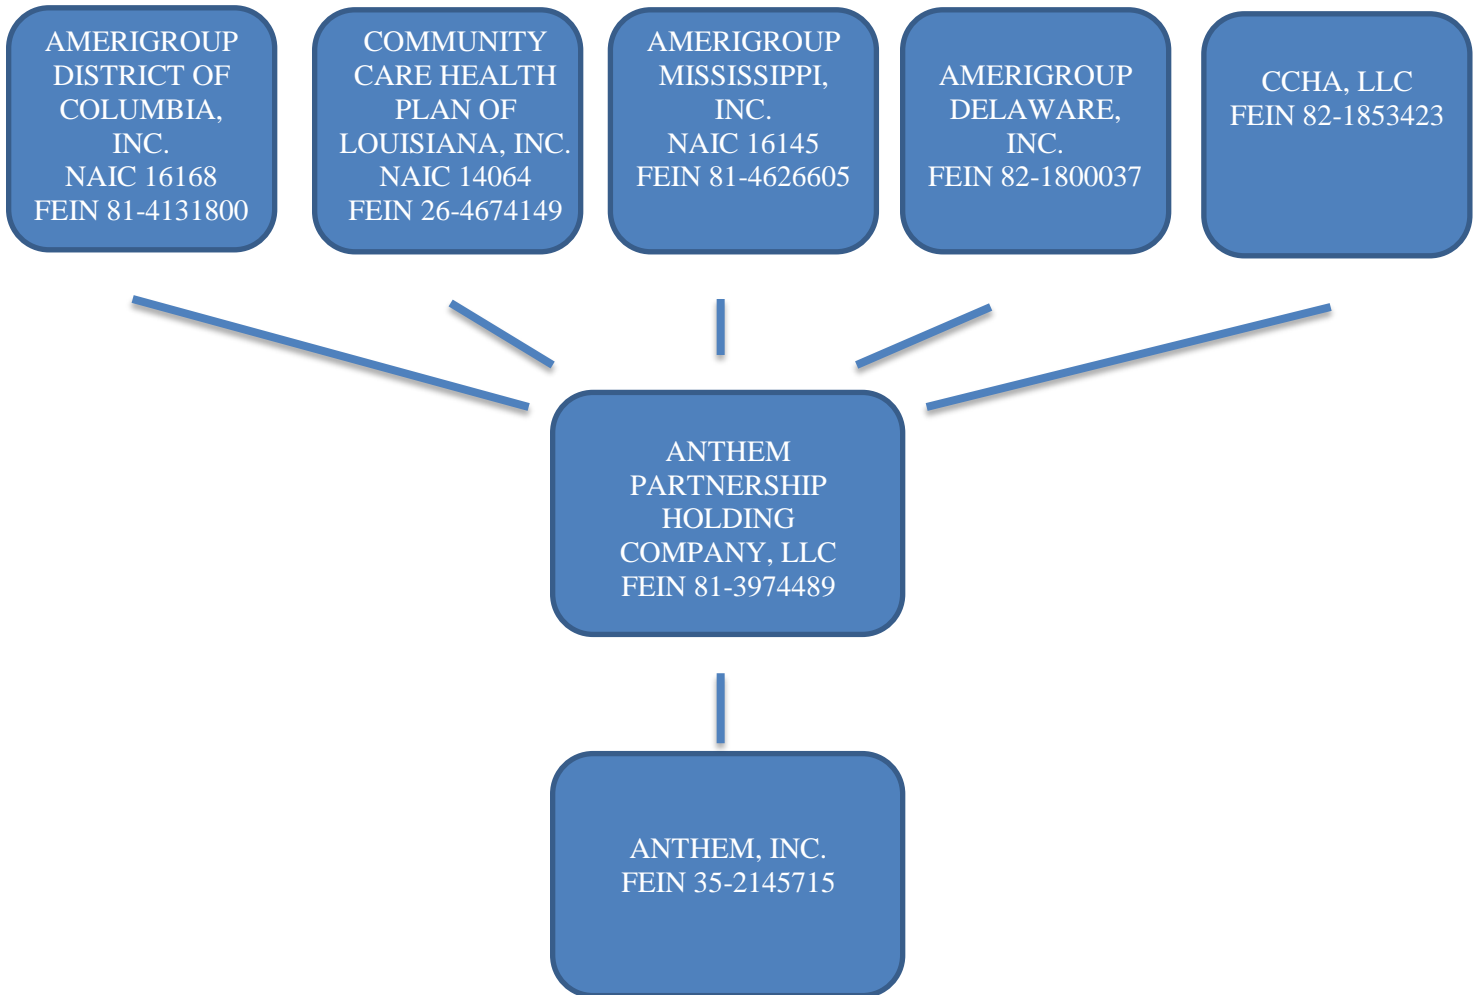 AMERIGROUP
DISTRICT OF
COLUMBIA,
INC.
NAIC 16168
FEIN 81-4131800
COMMUNITY
CARE HEALTH
PLAN OF
LOUISIANA, INC.
NAIC 14064
FEIN 26-4674149
AMERIGROUP
MISSISSIPPI,
INC.
NAIC 16145
FEIN 81-4626605
AMERIGROUP
DELAWARE,
INC.
FEIN 82-1800037
CCHA, LLC
FEIN 82-1853423
ANTHEM
PARTNERSHIP
HOLDING
COMPANY, LLC
FEIN 81-3974489
ANTHEM, INC.
FEIN 35-2145715